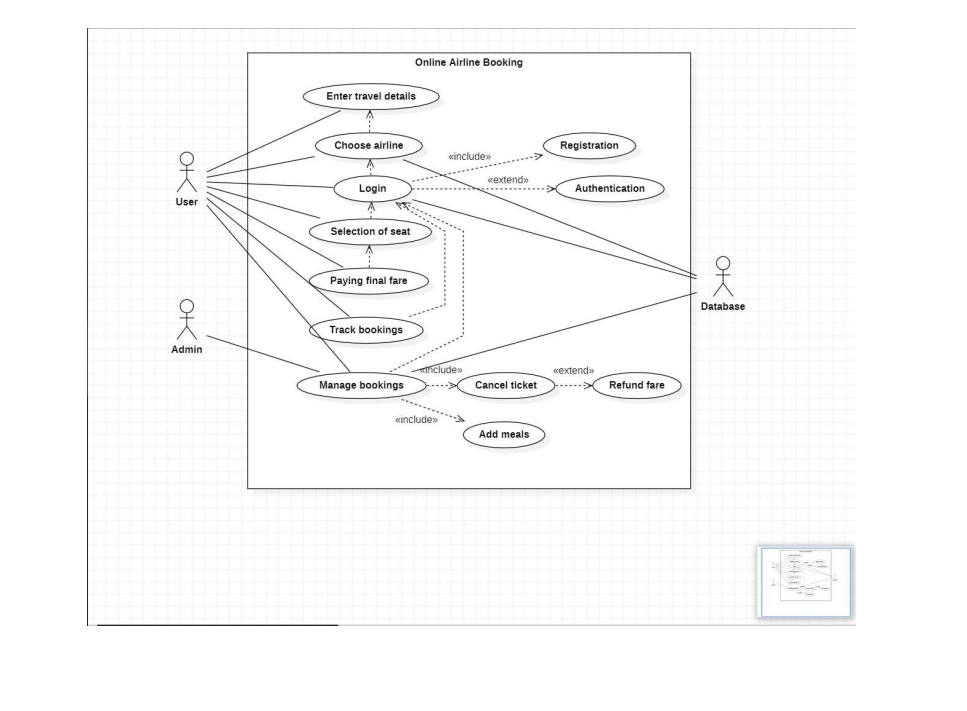 Online Airline Booking
Enter travel details
Choose airline
«include»
Registration
Login
«extend»
Authentication
User
Selection of seat
Paying final fare
Database
Track bookings
Admin
Manage bookings
«include»
Cancel ticket
«extend»
Refund fare
«include»
Add meals